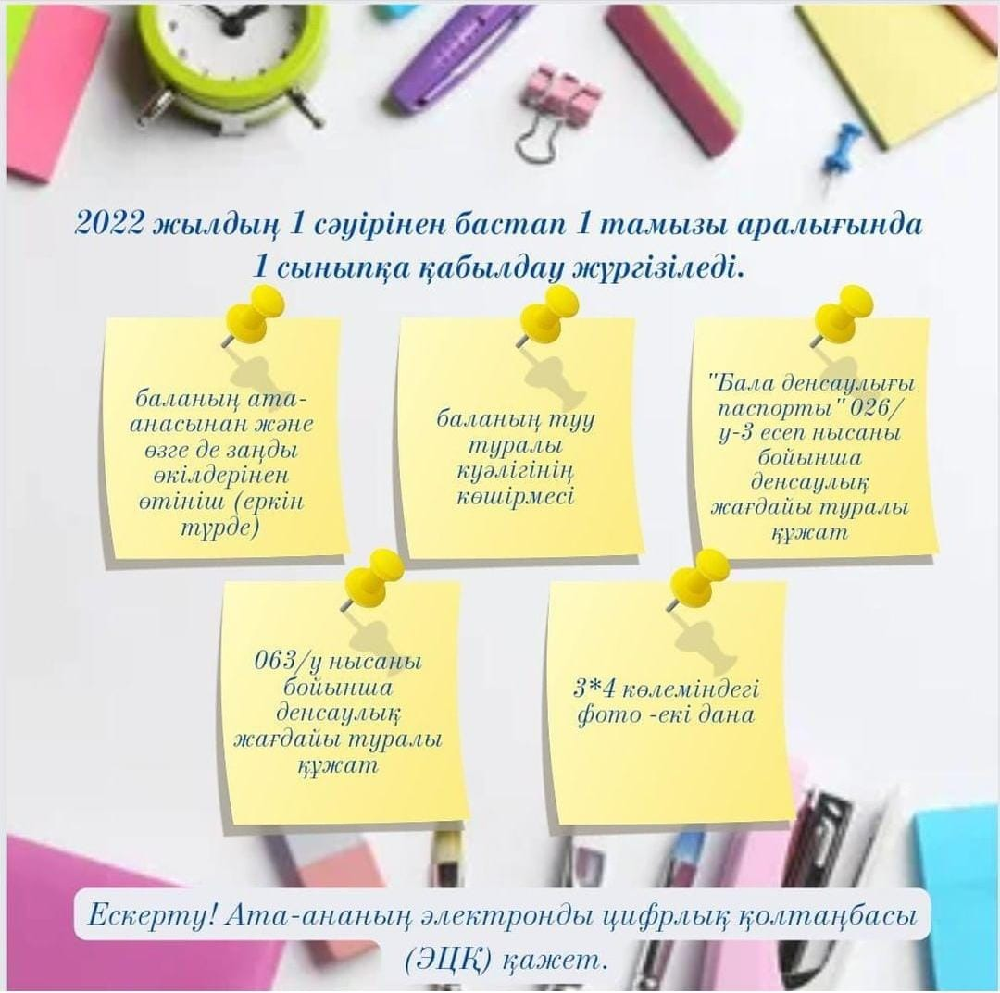 2022 жылдың 1 сәуірінен бастап 1 тамызы аралығында
1 сыныпқа қабылдау жүргізіледі.
баланың ата-
анасынан және
өзге де заңды
өкілдерінен
өтініш (еркін
түрде)
баланың туу
туралы
куәлігінің
көшірмесі
"Бала денсаулығы
паспорты" 026/
у-3 есеп нысаны
бойынша
денсаулық
жағдайы туралы
құжат
063/у нысаны
бойынша
денсаулық
жағдайы туралы
құжат
3*4 көлеміндегі
фото -екі дана
Ескерту! Ата-ананың электронды цифрлық қолтаңбасы
(ЭЦҚ) қажет.